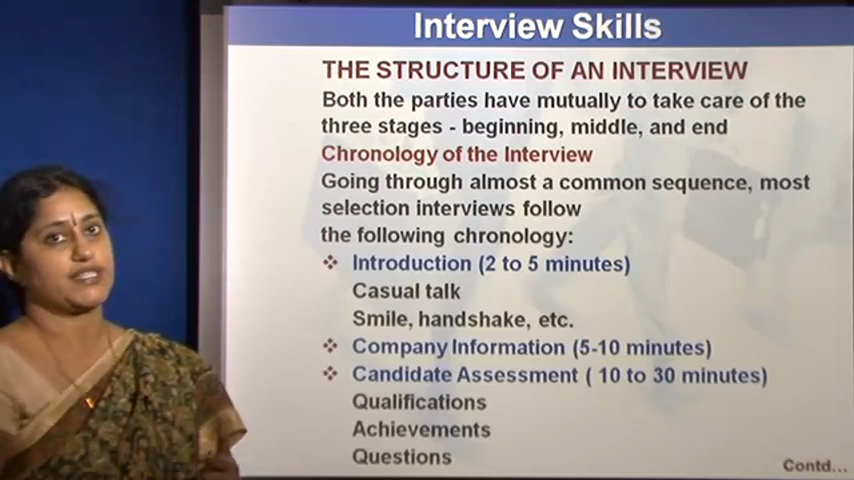 Interview Skills
THE STRUCTURE OF AN INTERVIEW
Both the parties have mutually to take care of the
three stages - beginning, middle, and end
Chronology of the Interview
Going through almost a common sequence, most
selection interviews follow
the following chronology:
❖ Introduction (2 to 5 minutes)
Casual talk
Smile, handshake, etc.
❖ Company Information (5-10 minutes)
❖ Candidate Assessment ( 10 to 30 minutes)
Qualifications
Achievements
Questions
Contd...